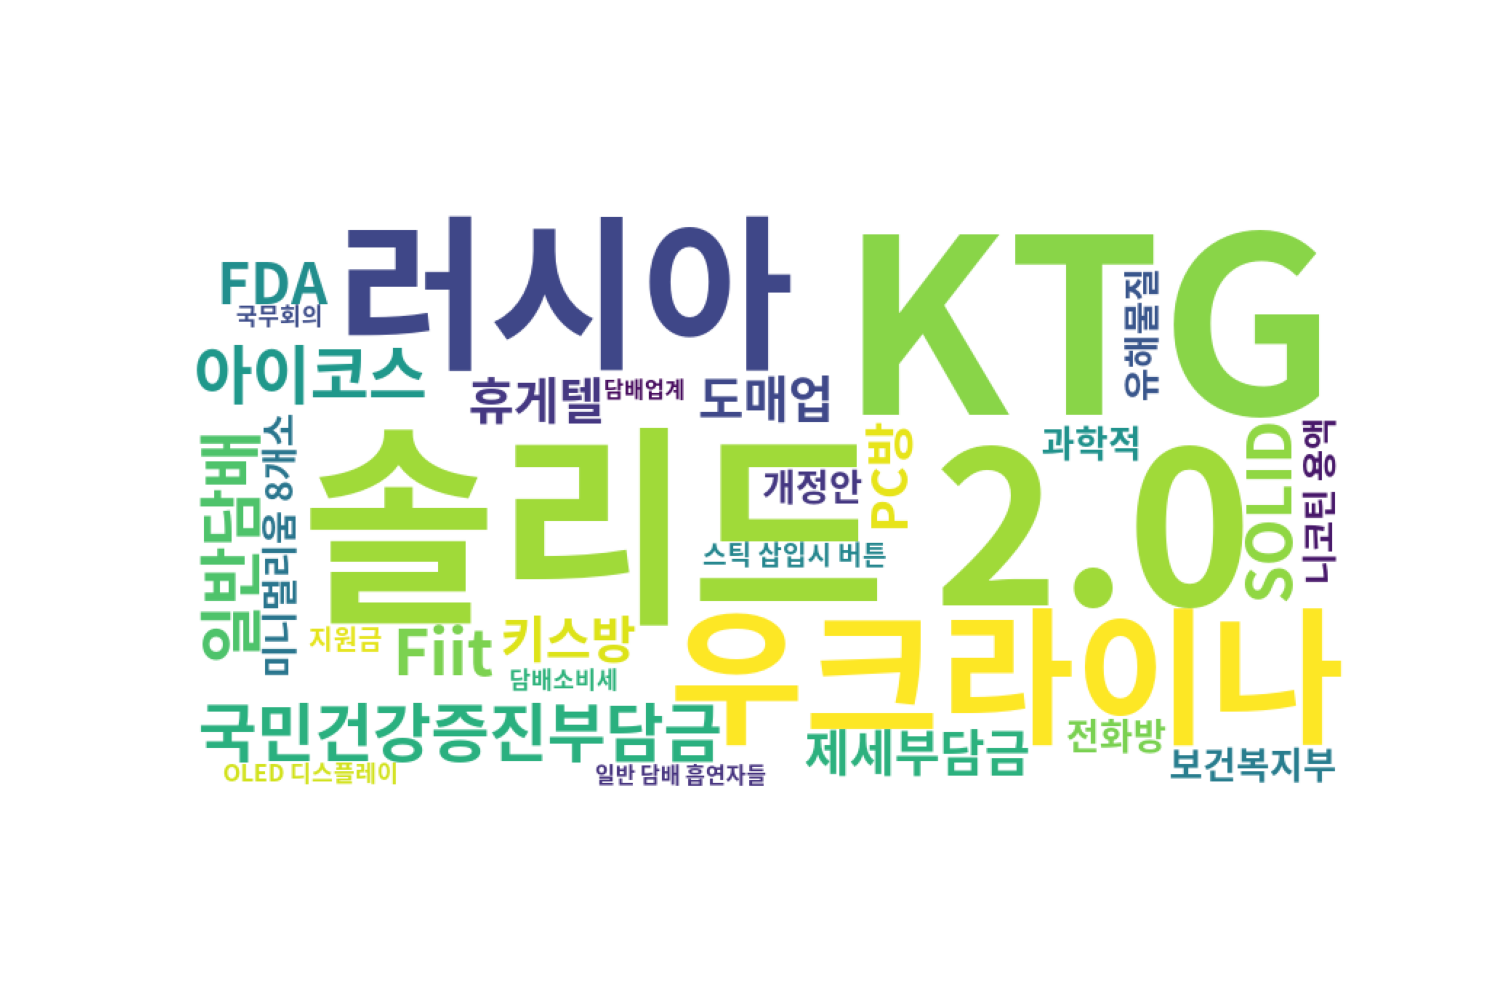 러시아
KTG
FDA
국무회의
유해물질
아이코스
휴게텔
담배업계
도매업
일반담배
미니멀리움 8개소
솔리드 2.0
개정안
PC방
과학적
SOLID
니코틴 용액
스틱 삽입시 버튼
지원금
Fiit
키스방
담배소비세
우크라이나
국민건강증진부담금
제세부담금
전화방
보건복지부
OLED 디스플레이
일반 담배 흡연자들